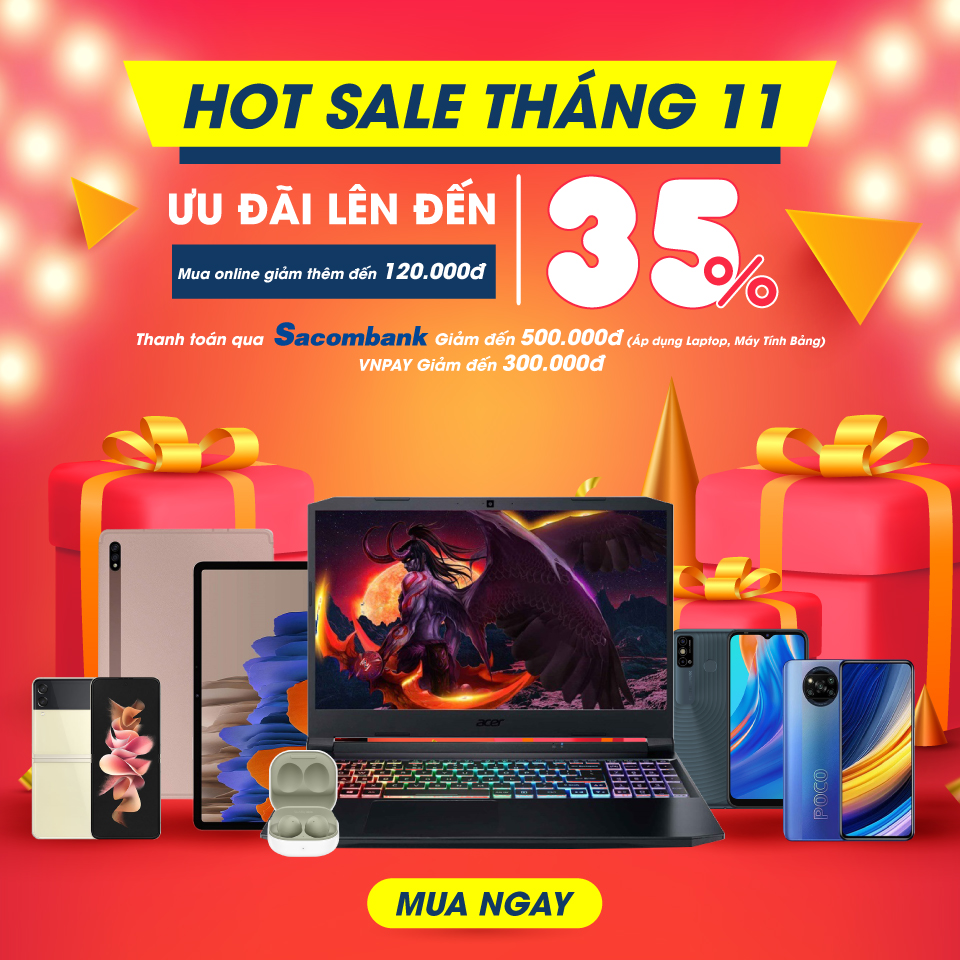 HOT SALE THÁNG 11
ƯU ĐÃI LÊN ĐẾN
35%
Mua online giảm thêm đến 120.000đ
Thanh toán qua Sacombank Giảm đến 500.000đ (Áp dụng Laptop, Máy Tính Bảng)
VNPAY Giảm đến 300.000đ
acer
POCO
MUA NGAY